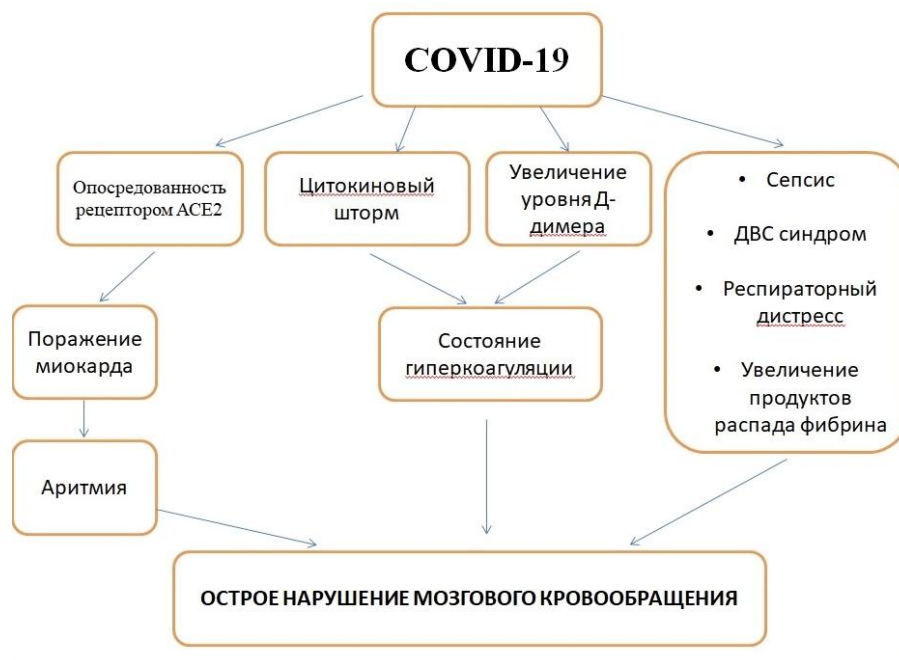 COVID-19
Опосредованность
рецептором ACE2
Цитокиновый
шторм
Увеличение
уровня Д-
димера
• Сепсис
• ДВС синдром
• Респираторный
дистресс
• Увеличение
продуктов
распада фибрина
Поражение
миокарда
Состояние
гиперкоагуляции
Аритмия
ОСТРОЕ НАРУШЕНИЕ МОЗГОВОГО КРОВООБРАЩЕНИЯ